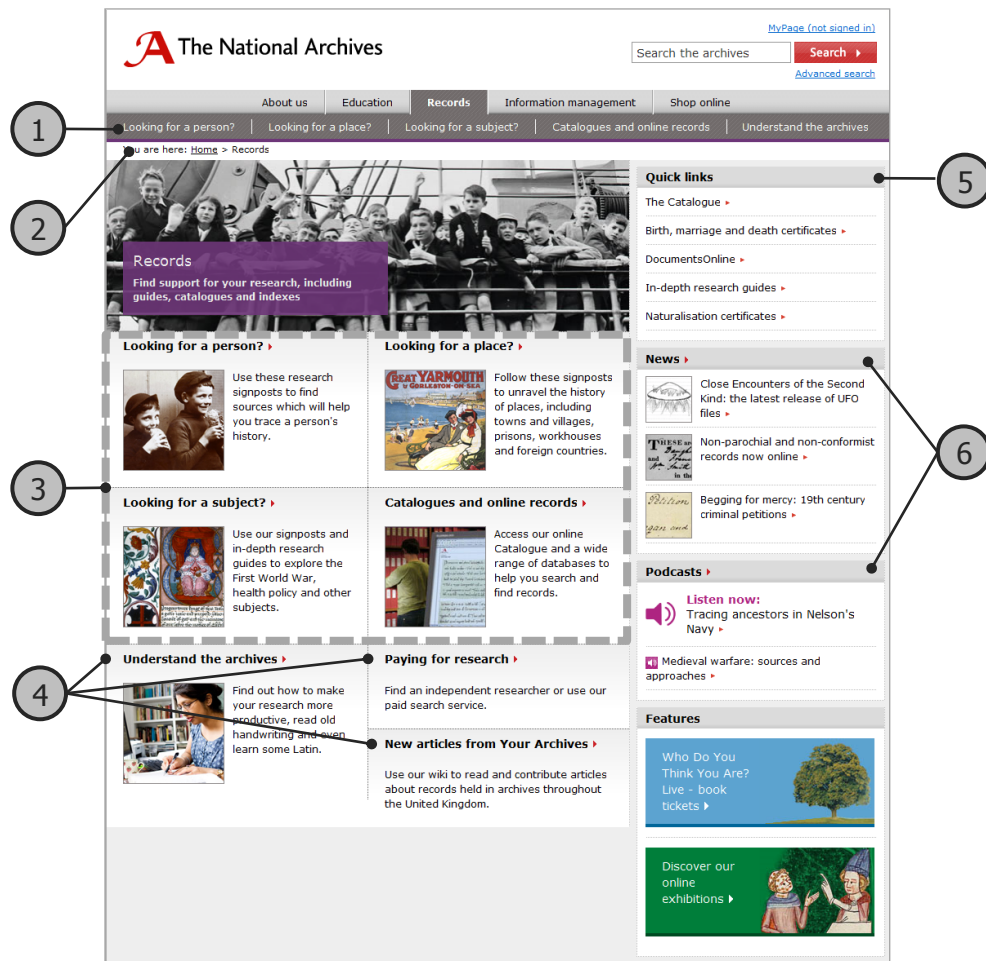 MyPage (not signed in)
A The National Archives
Search the archives
Search
Advanced search
About us
Education
Records
Information management
Shop online
1
Looking for a person?
Looking for a place?
Looking for a subject?
Catalogues and online records
Understand the archives
2
You are here: Home > Records
Records
Find support for your research, including
guides, catalogues and indexes
3
Looking for a person?
Use these research
signposts to find
sources which will help
you trace a person's
history.
Looking for a place?
GREAT YARMOUTH
& GORLESTON-ON-SEA
Follow these signposts
to unravel the history
of places, including
towns and villages,
prisons, workhouses
and foreign countries.
Looking for a subject?
Use our signposts and
in-depth research
guides to explore the
First World War,
health policy and other
subjects.
Catalogues and online records
Access our online
Catalogue and a wide
range of databases to
help you search and
find records.
4
Understand the archives
Find out how to make
your research more
productive, read old
handwriting and even
learn some Latin.
Paying for research
Find an independent researcher or use our
paid search service.
New articles from Your Archives
Use our wiki to read and contribute articles
about records held in archives throughout
the United Kingdom.
5
Quick links
The Catalogue
Birth, marriage and death certificates
DocumentsOnline
In-depth research guides
Naturalisation certificates
6
News
Close Encounters of the Second
Kind: the latest release of UFO
files
THESE are
and
Smith
in the
Non-parochial and non-conformist
records now online
Petition
gan and
Begging for mercy: 19th century
criminal petitions
Podcasts
Listen now:
Tracing ancestors in Nelson's
Navy
Medieval warfare: sources and
approaches
Features
Who Do You
Think You Are?
Live - book
tickets
Discover our
online
exhibitions